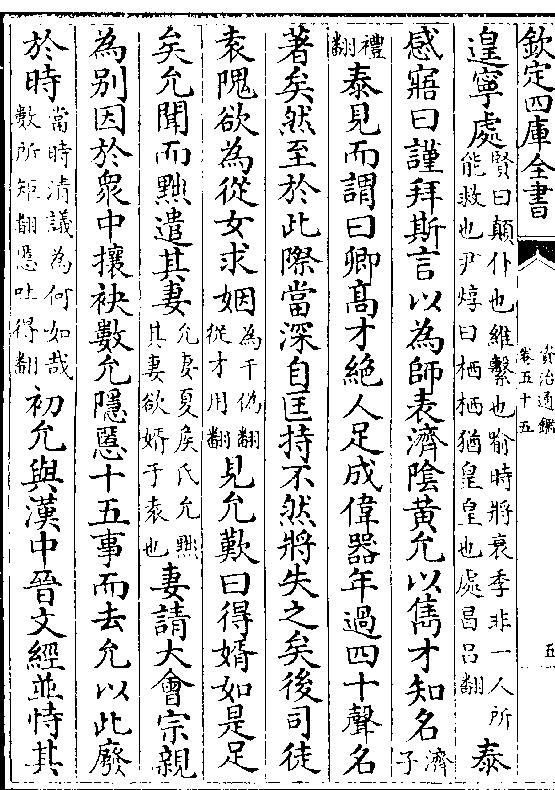 欽定四庫全書
資治通鑑
卷五十五
五
遑寧處
賢曰顛仆也維繫也喻時將衰季非一人所
能救也尹焞曰栖栖猶皇皇也處昌呂翻
泰
感寤曰謹拜斯言以為師表濟陰黃允以雋才知名
濟
子
禮
翻
泰見而謂曰卿髙才絶人足成偉器年過四十聲名
著矣然至於此際當深自匡持不然將失之矣後司徒
袁隗欲為從女求姻
為于偽翻
從才用翻
見允歎曰得婿如是足
矣允聞而黜遣其妻
允妻夏侯氏允黜
其妻欲婿于袁也
妻請大會宗親
為别因於衆中攘袂數允隱慝十五事而去允以此廢
於時
當時清議為何如哉
數所矩翻慝吐得翻
初允與漢中晉文經並恃其